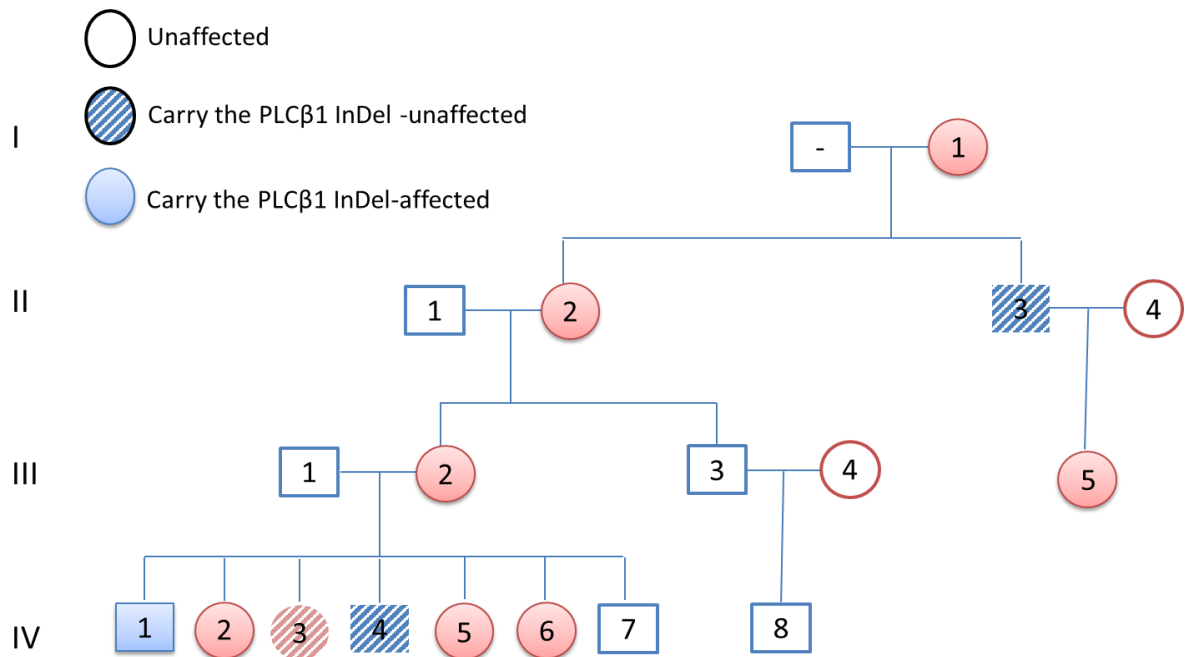 Unaffected
Carry the PLCβ1 InDel -unaffected
Carry the PLCβ1 InDel-affected
I
- 1
II
1 2 3 4
III
1 2 3 4 5
IV
1 2 3 4 5 6 7 8